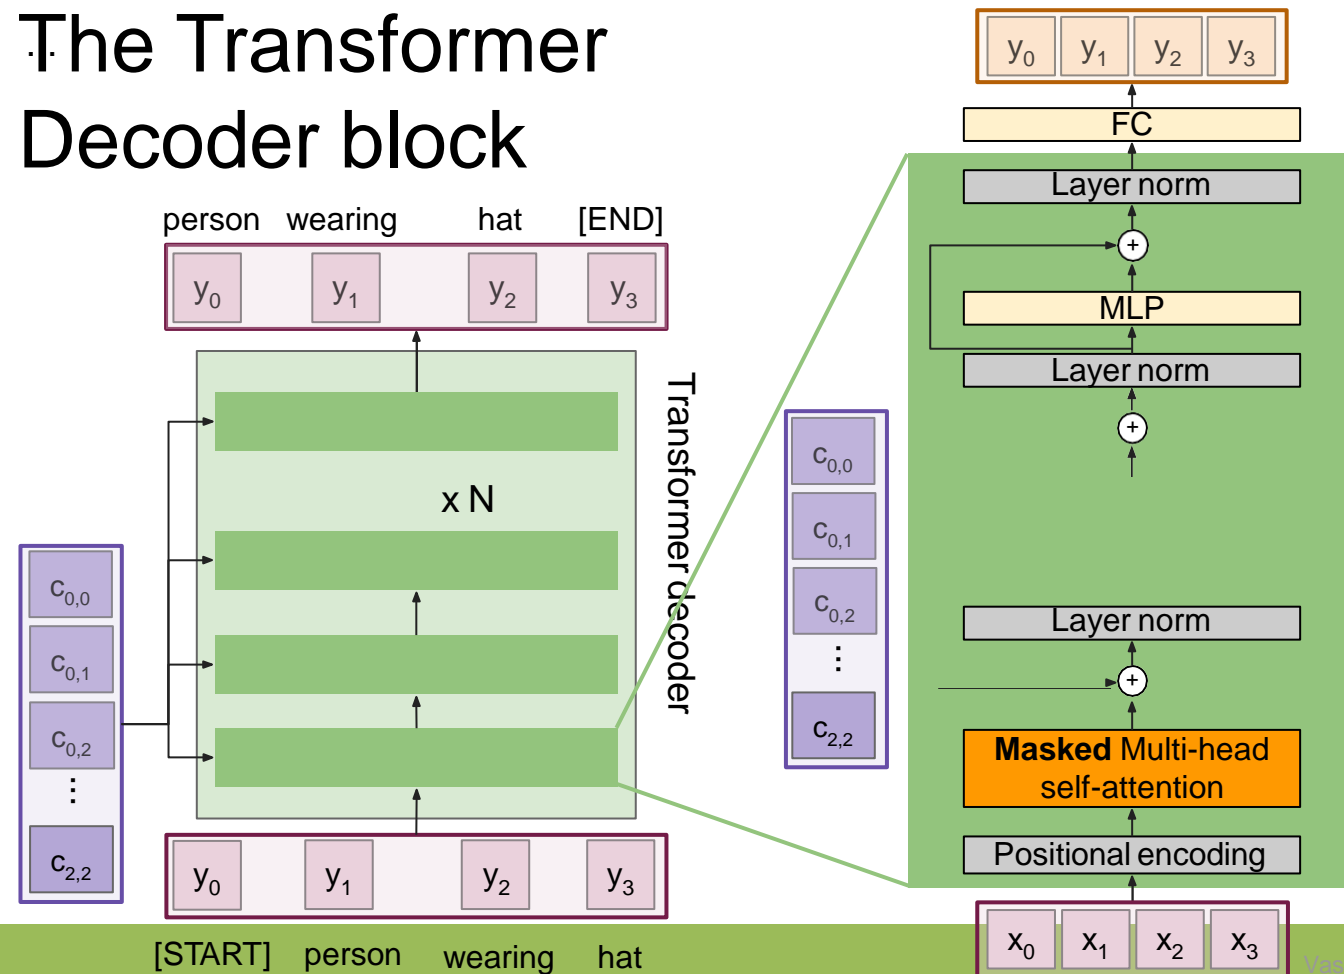 The Transformer
Decoder block
...
person wearing hat [END]
y0 y1 y2 y3
x N
Transformer decoder
c0,0
c0,1
c0,2
⋮
c2,2
y0 y1 y2 y3
[START] person wearing hat
y0 y1 y2 y3
FC
Layer norm
+
MLP
Layer norm
+
c0,0
c0,1
c0,2
⋮
c2,2
Layer norm
+
Masked Multi-head
self-attention
Positional encoding
x0 x1 x2 x3
Vas